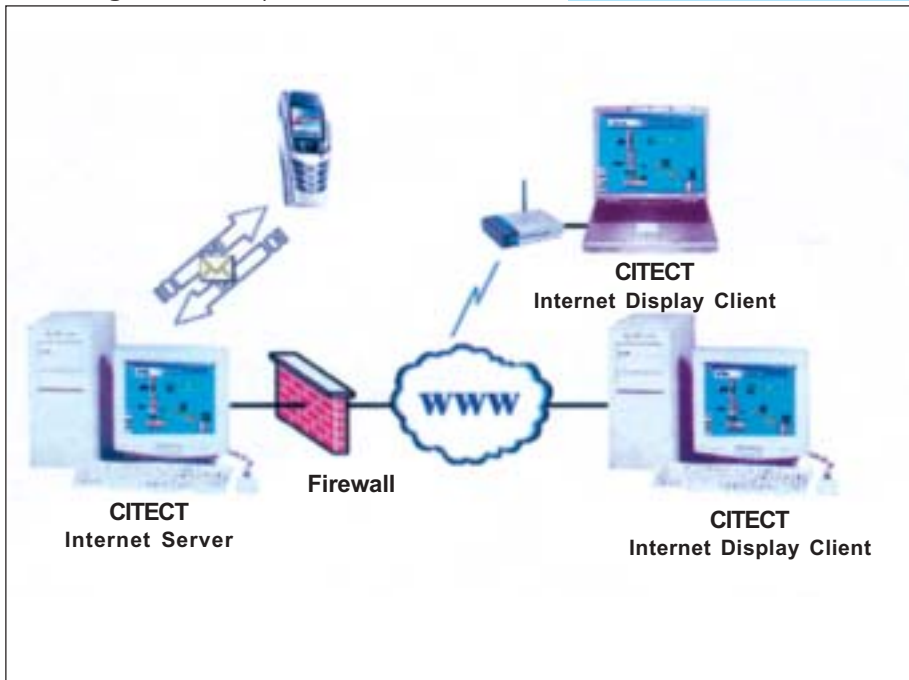 CITECT
Internet Display Client
www
Firewall
CITECT
Internet Server
CITECT
Internet Display Client